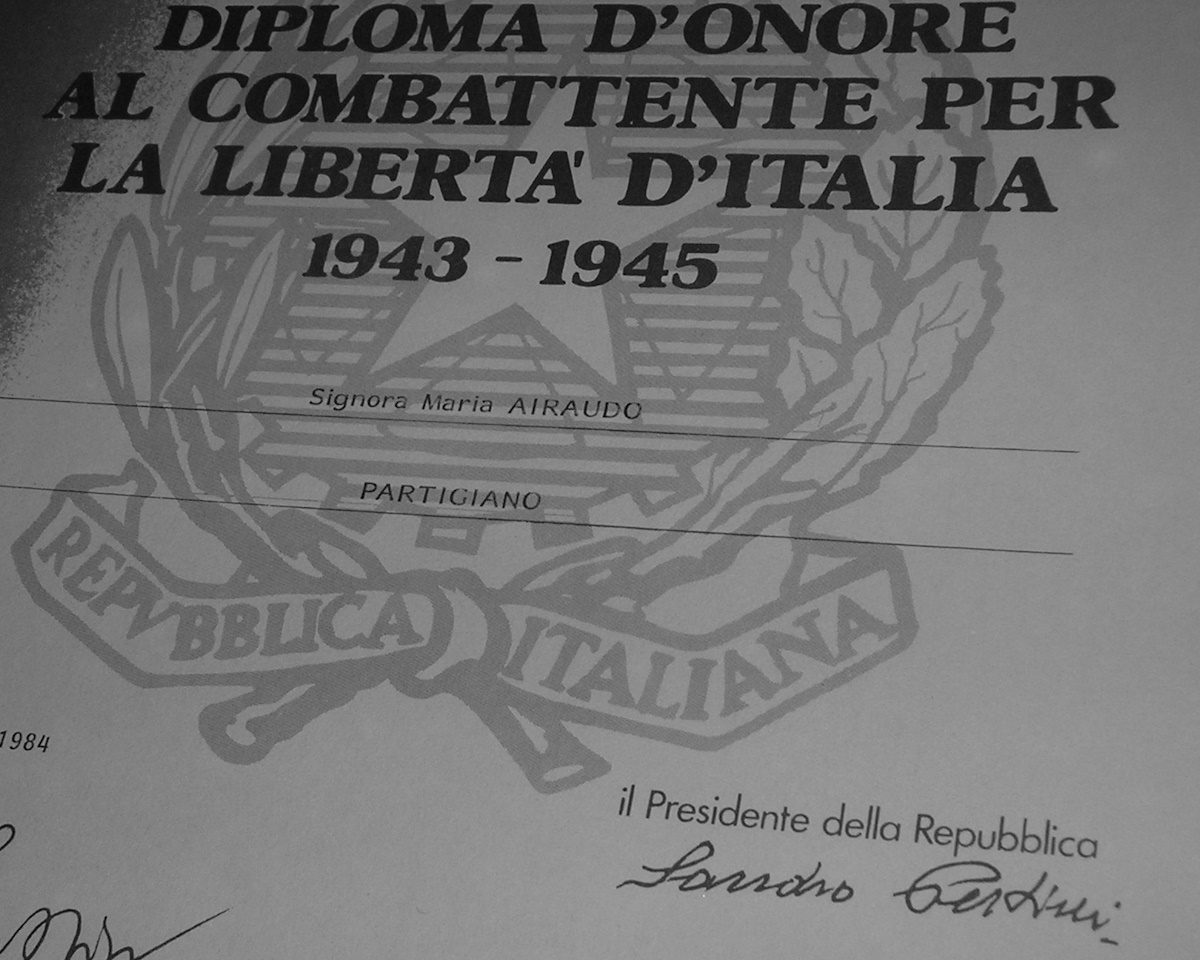 DIPLOMA D'ONORE
AL COMBATTENTE PER
LA LIBERTA' D'ITALIA
1943 - 1945
Signora Maria AIRAUDO
PARTIGIANO
REPVBBLICA ITALIANA
1984
il Presidente della Repubblica
Sandro Pertini